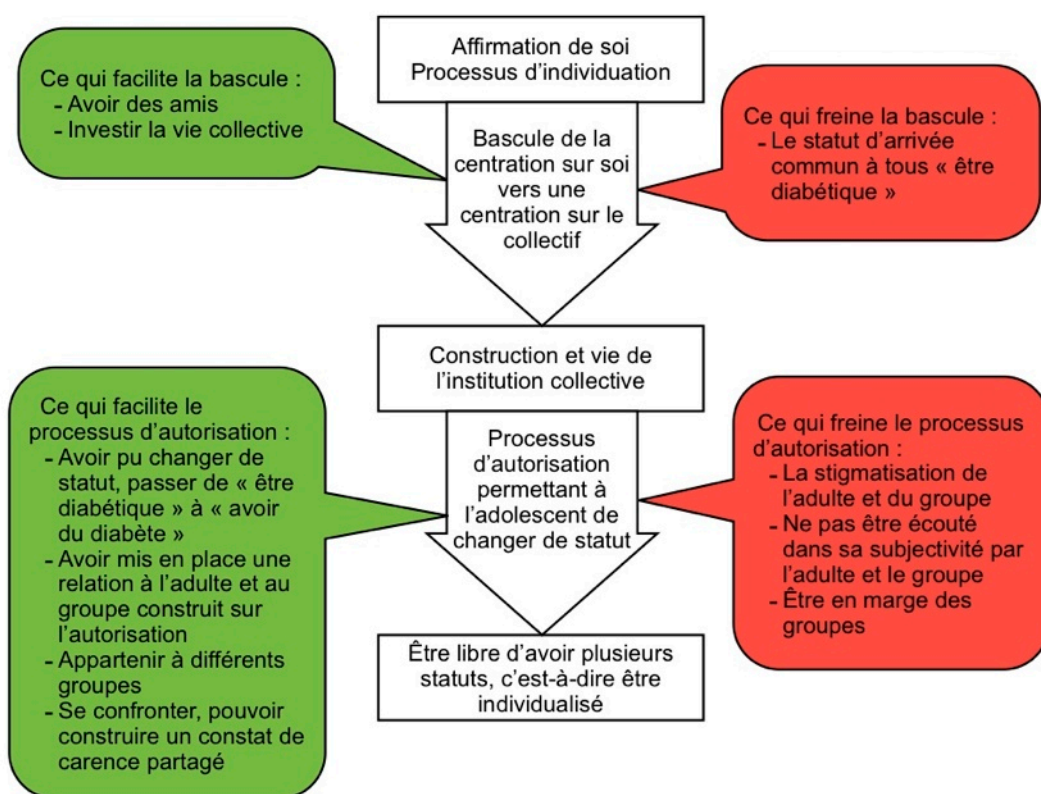 Affirmation de soi
Processus d'individuation
Ce qui facilite la bascule :
- Avoir des amis
- Investir la vie collective
Bascule de la
centration sur soi
vers une
centration sur le
collectif
Ce qui freine la bascule :
- Le statut d'arrivée
commun à tous « être
diabétique »
Construction et vie de
l'institution collective
Ce qui facilite le
processus d'autorisation :
- Avoir pu changer de
statut, passer de « être
diabétique » à « avoir
du diabète »
- Avoir mis en place une
relation à l'adulte et au
groupe construit sur
l'autorisation
- Appartenir à différents
groupes
- Se confronter, pouvoir
construire un constat de
carence partagé
Processus
d'autorisation
permettant à
l'adolescent de
changer de statut
Ce qui freine le processus
d'autorisation :
- La stigmatisation de
l'adulte et du groupe
- Ne pas être écouté
dans sa subjectivité par
l'adulte et le groupe
- Être en marge des
groupes
Être libre d'avoir plusieurs
statuts, c'est-à-dire être
individualisé